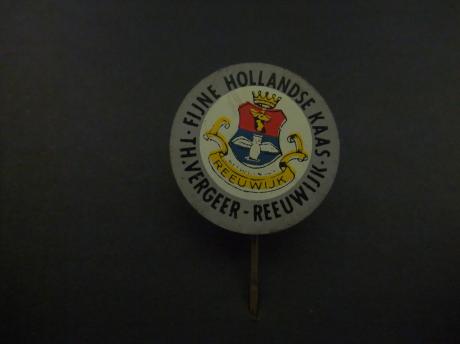 FIJNE HOLLANDSE KAAS · TH.VERGEER - REEUWIJK ·
REEUWIJK